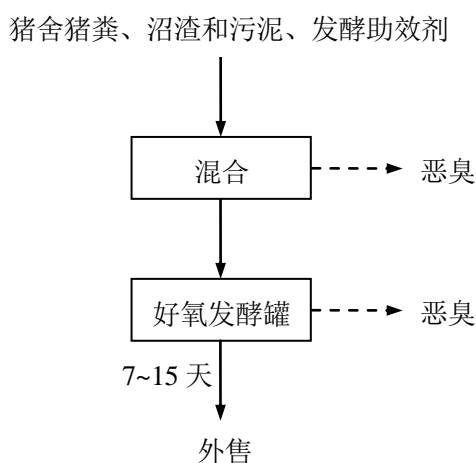 猪舍猪粪、沼渣和污泥、发酵助效剂
混合
恶臭
好氧发酵罐
恶臭
7~15 天
外售